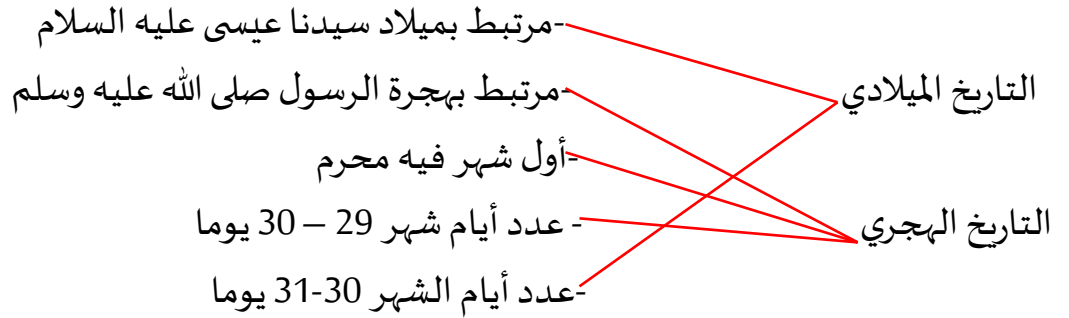 -مرتبط بميلاد سيدنا عيسى عليه السلام
التاريخ الميلادي
-مرتبط بهجرة الرسول صلى الله عليه وسلم
-أول شهر فيه محرم
التاريخ الهجري
- عدد أيام شهر 29 – 30 يوما
-عدد أيام الشهر 30-31 يوما